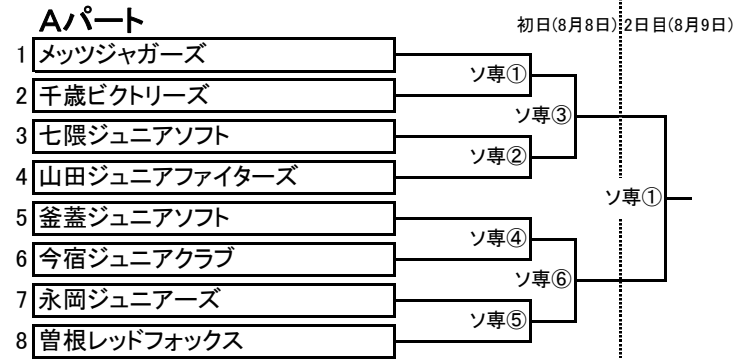 Aパート
初日(8月8日) 2日目(8月9日)
1 メッツジャガーズ
ソ専①
2 千歳ビクトリーズ
ソ専③
3 七隈ジュニアソフト
ソ専②
4 山田ジュニアファイターズ
ソ専①
5 釜蓋ジュニアソフト
ソ専④
6 今宿ジュニアクラブ
ソ専⑥
7 永岡ジュニアーズ
ソ専⑤
8 曽根レッドフォックス